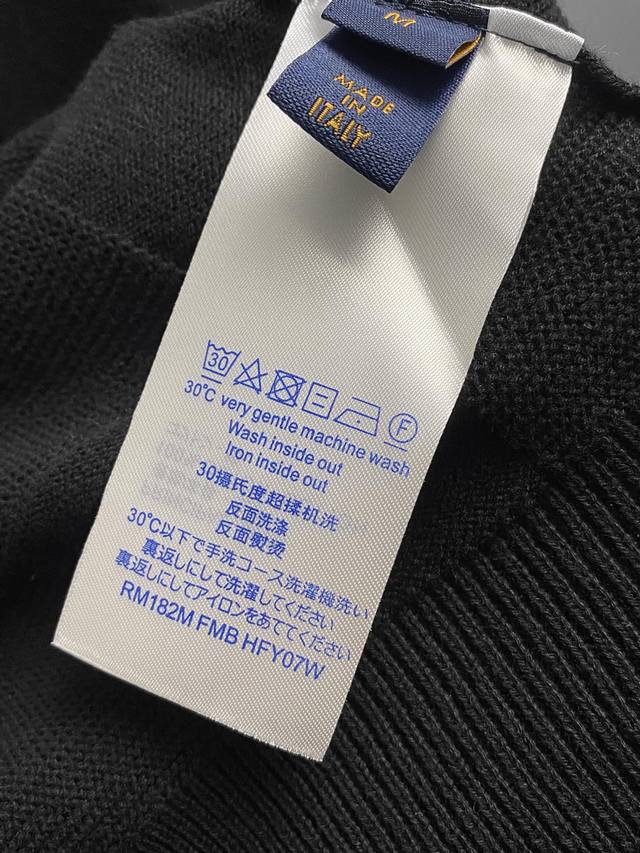 M
MADE
IN
ITALY
30
F
30°C very gentle machine wash
Wash inside out
Iron inside out
30摄氏度超揉机洗
反面洗涤
反面熨烫
30℃以下で手洗コース洗濯機洗い
裏返しにして洗濯してください
裏返しにしてアイロンをあててください
RM182M FMB HFY07W